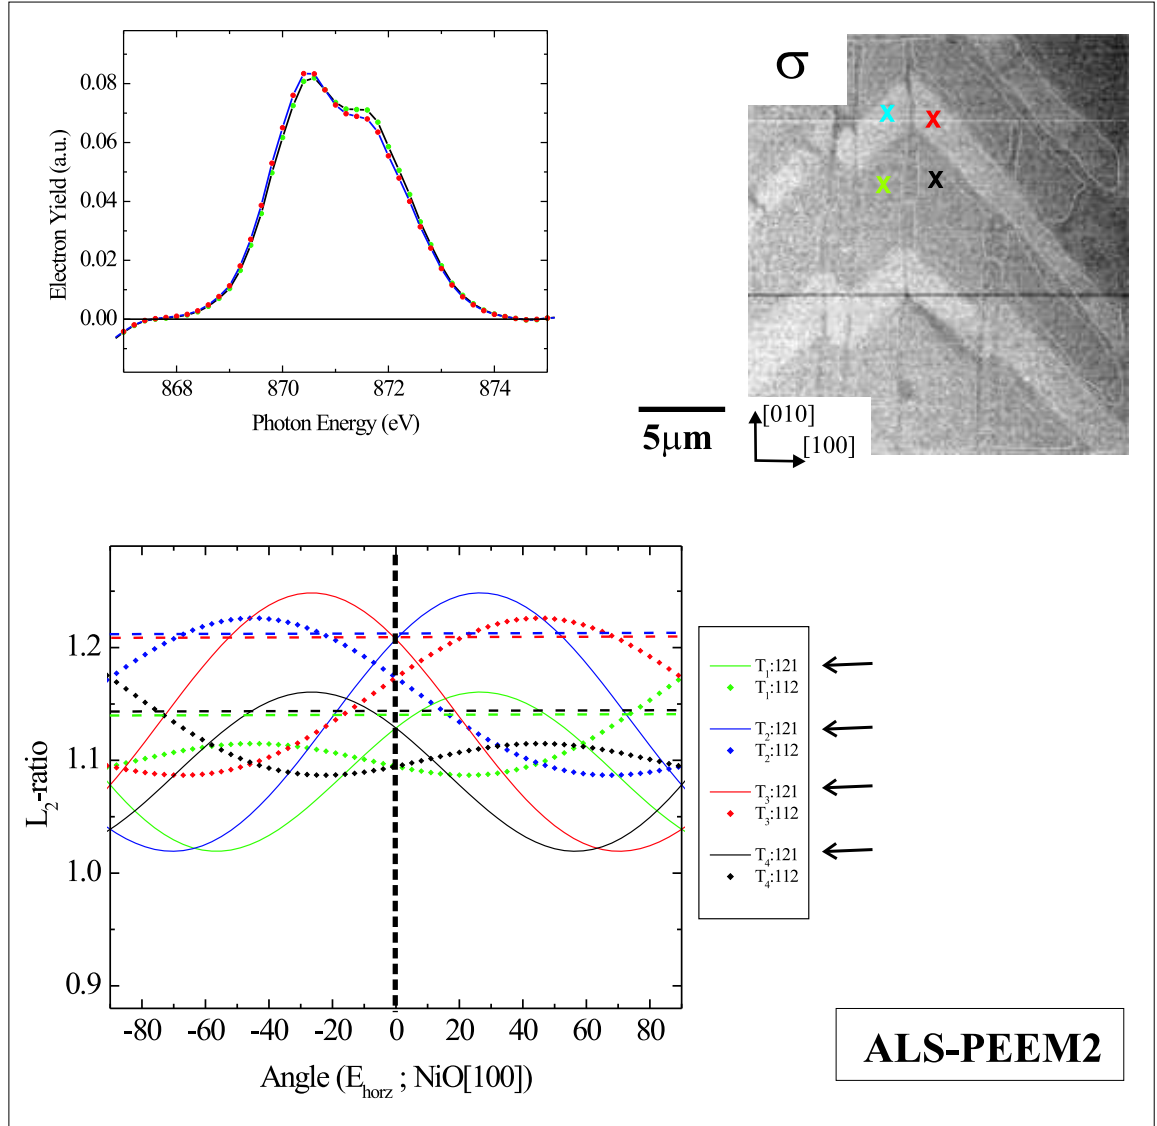 0.08
0.06
0.04
0.02
0.00
Electron Yield (a.u.)
868 870 872 874
Photon Energy (eV)
σ
X X
X X
5μm
[010]
[100]
1.2
1.1
1.0
0.9
L2-ratio
-80 -60 -40 -20 0 20 40 60 80
Angle (Ehorz ; NiO[100])
T1:121
T1:112
T2:121
T2:112
T3:121
T3:112
T4:121
T4:112
ALS-PEEM2